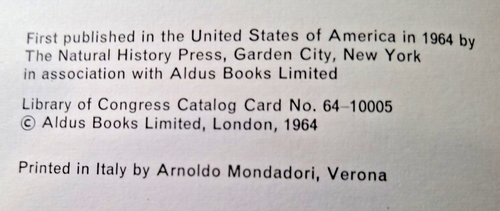 First published in the United States of America in 1964 by
The Natural History Press, Garden City, New York
in association with Aldus Books Limited
Library of Congress Catalog Card No. 64–10005
© Aldus Books Limited, London, 1964
Printed in Italy by Arnoldo Mondadori, Verona